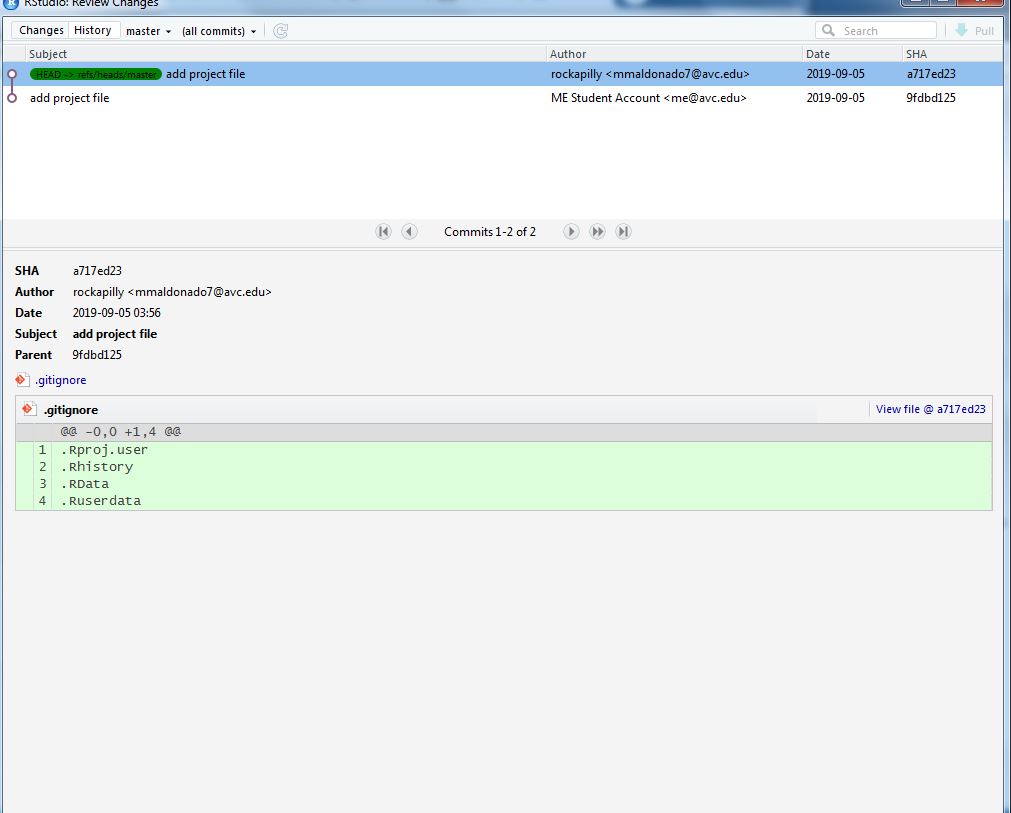 RStudio: Review Changes
Changes History master (all commits) Search Pull
Subject Author Date SHA
HEAD -> refs/heads/master add project file rockapilly <mmaldonado7@avc.edu> 2019-09-05 a717ed23
add project file ME Student Account <me@avc.edu> 2019-09-05 9fdbd125
Commits 1-2 of 2
SHA a717ed23
Author rockapilly <mmaldonado7@avc.edu>
Date 2019-09-05 03:56
Subject add project file
Parent 9fdbd125
.gitignore
.gitignore View file @ a717ed23
@@ -0,0 +1,4 @@
1 .Rproj.user
2 .Rhistory
3 .RData
4 .Ruserdata